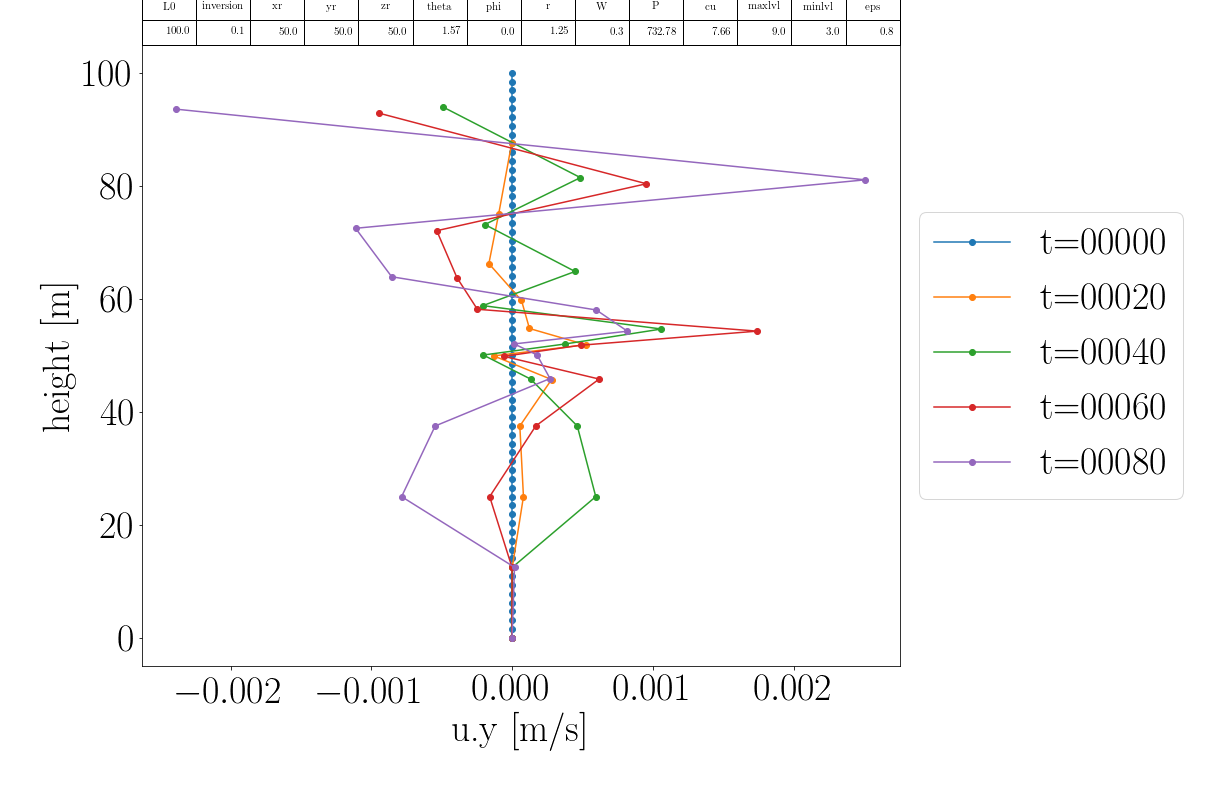 L0 inversion xr yr zr theta phi r W P cu maxlvl minlvl eps
100.0 0.1 50.0 50.0 50.0 1.57 0.0 1.25 0.3 732.78 7.66 9.0 3.0 0.8
100
80
60
40
20
0
height [m]
−0.002 −0.001 0.000 0.001 0.002
u.y [m/s]
t=00000
t=00020
t=00040
t=00060
t=00080